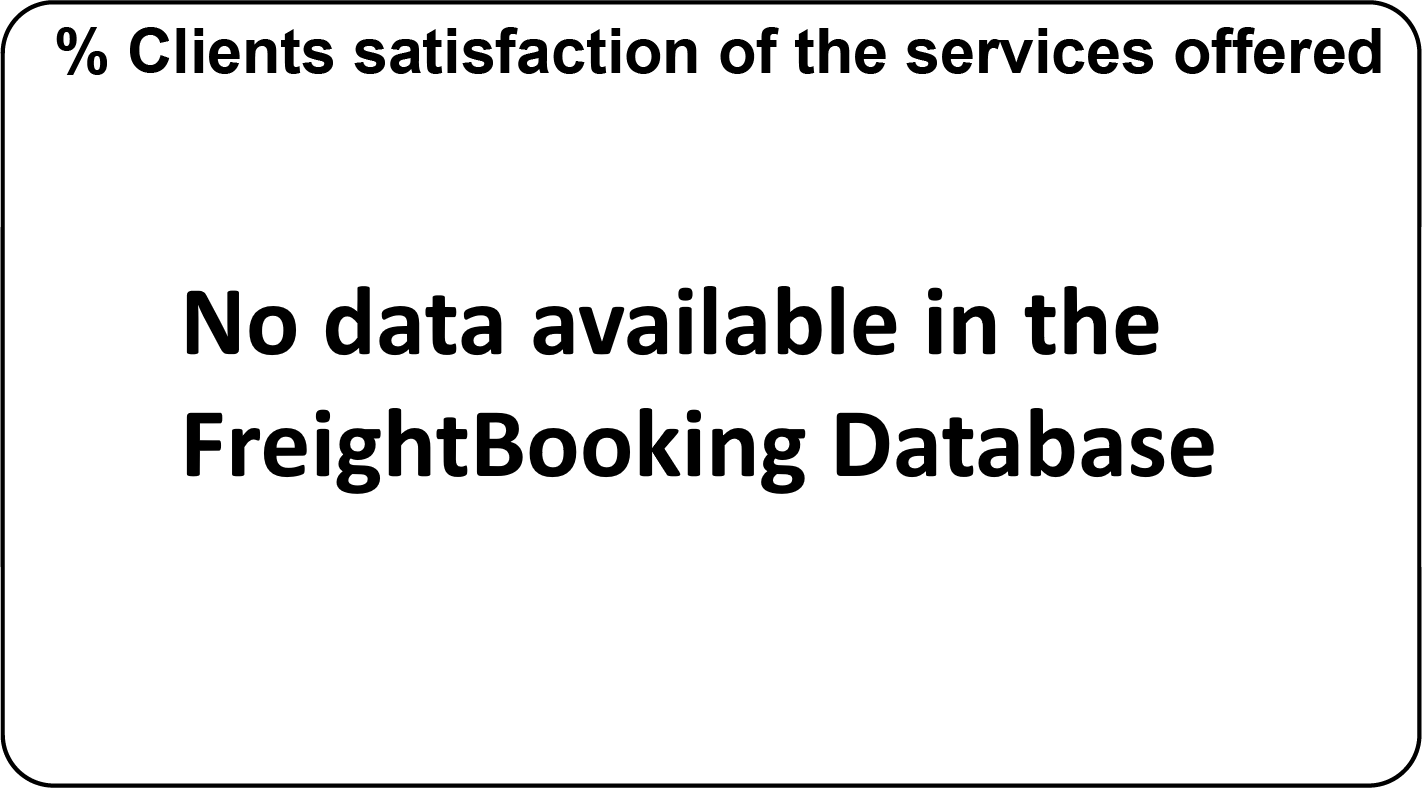 % Clients satisfaction of the services offered
No data available in the
FreightBooking Database